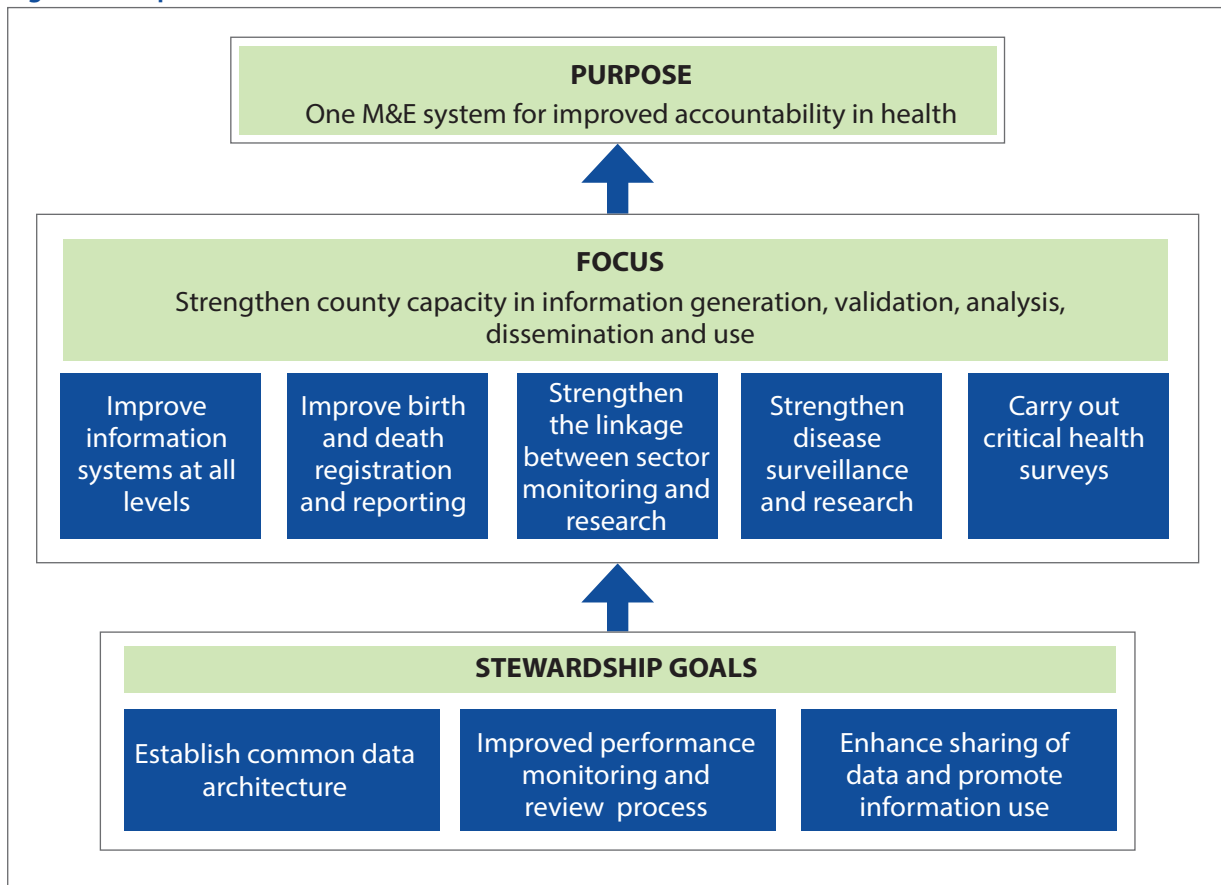 PURPOSE
One M&E system for improved accountability in health
FOCUS
Strengthen county capacity in information generation, validation, analysis,
dissemination and use
Improve
information
systems at all
levels
Improve birth
and death
registration
and reporting
Strengthen
the linkage
between sector
monitoring and
research
Strengthen
disease
surveillance
and research
Carry out
critical health
surveys
STEWARDSHIP GOALS
Establish common data
architecture
Improved performance
monitoring and
review process
Enhance sharing of
data and promote
information use